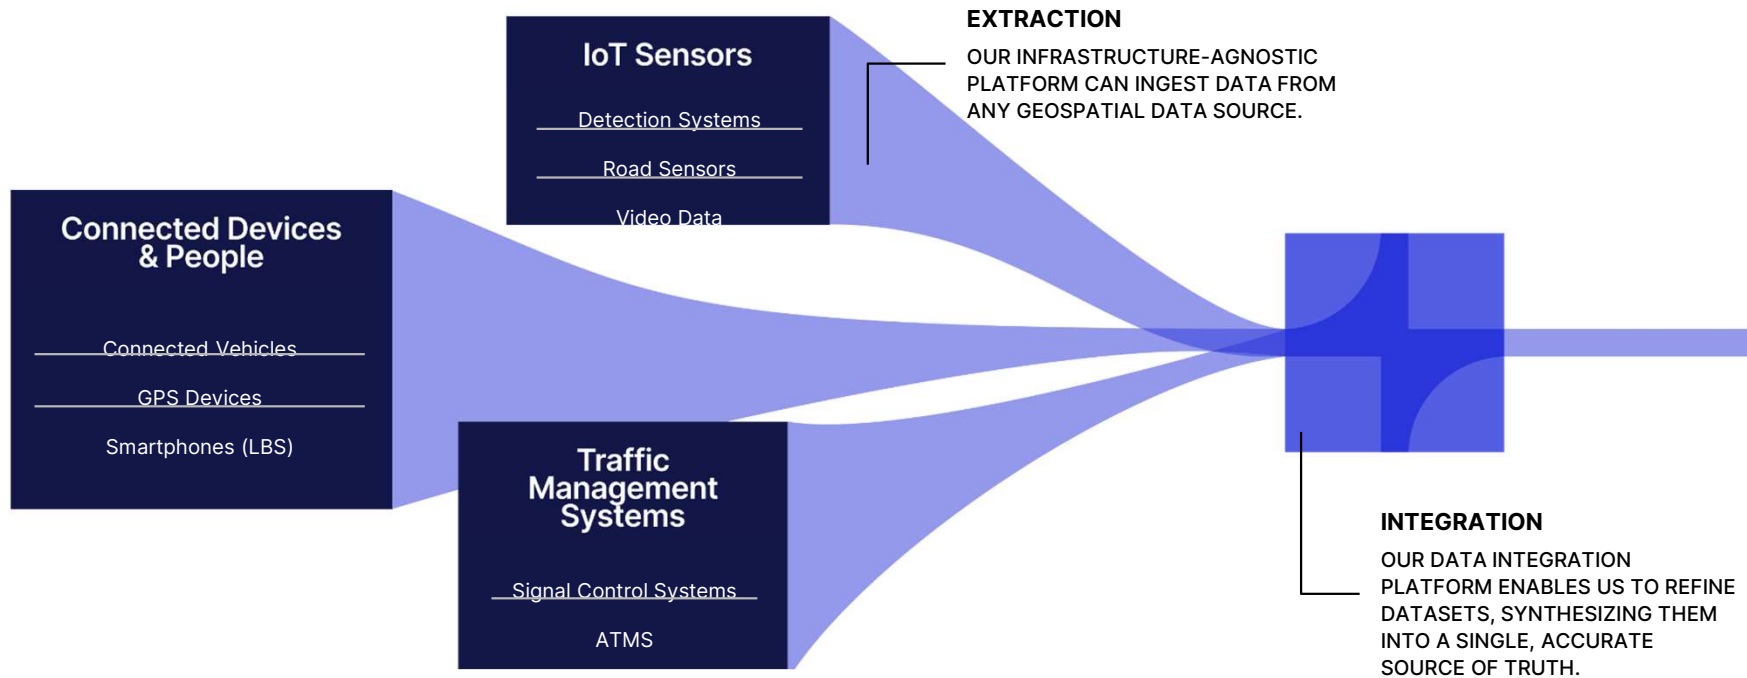 EXTRACTION
OUR INFRASTRUCTURE-AGNOSTIC
PLATFORM CAN INGEST DATA FROM
ANY GEOSPATIAL DATA SOURCE.
IoT Sensors
Detection Systems
Road Sensors
Video Data
Connected Devices
& People
Connected Vehicles
GPS Devices
Smartphones (LBS)
Traffic
Management
Systems
Signal Control Systems
ATMS
INTEGRATION
OUR DATA INTEGRATION
PLATFORM ENABLES US TO REFINE
DATASETS, SYNTHESIZING THEM
INTO A SINGLE, ACCURATE
SOURCE OF TRUTH.